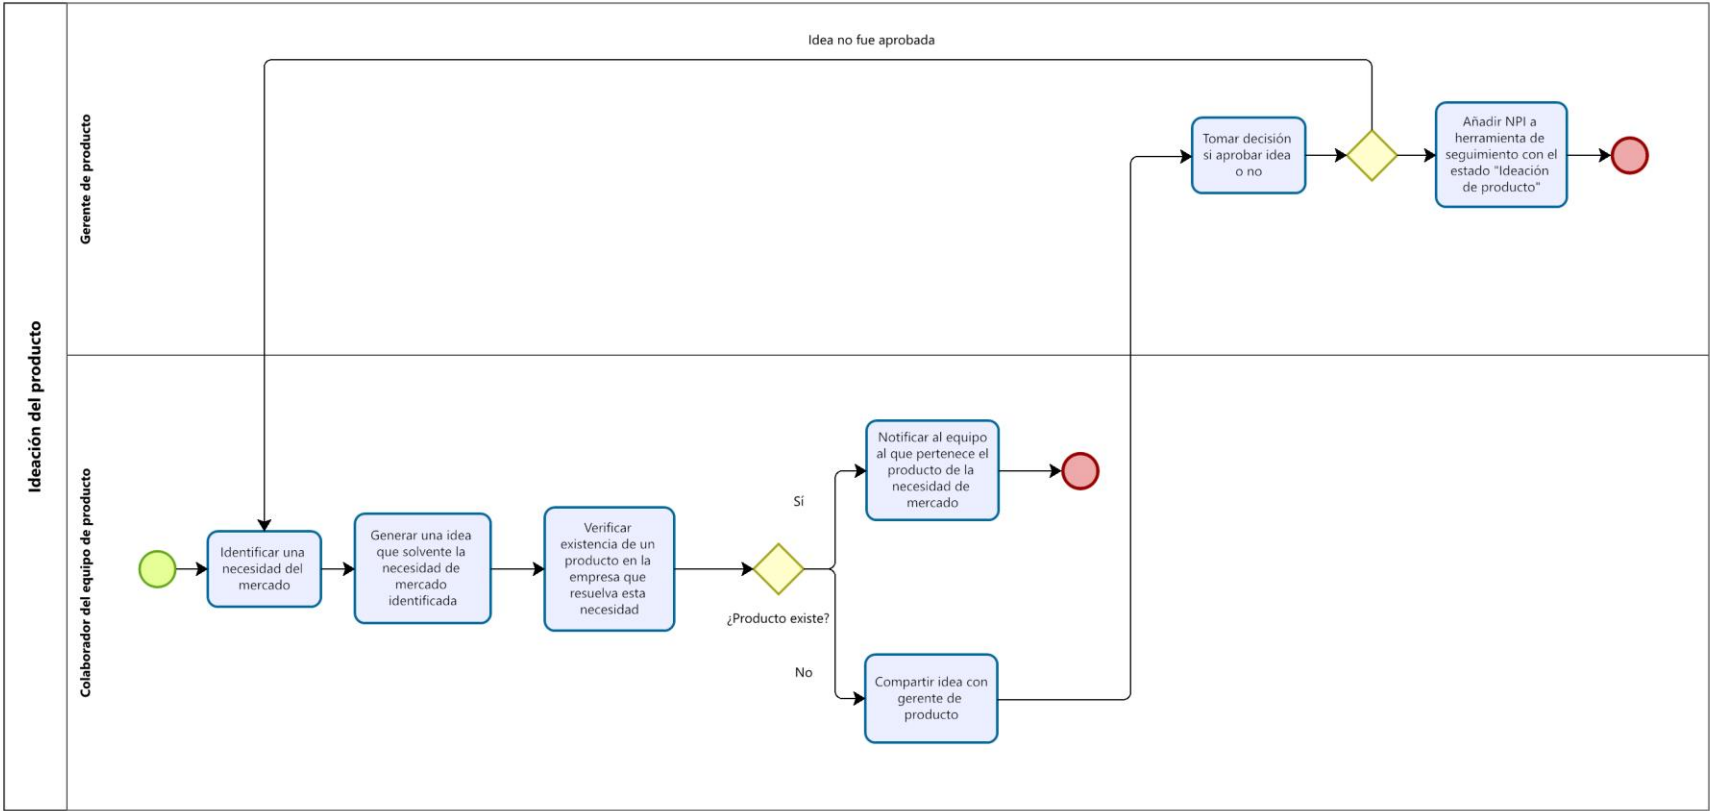 Ideación del producto
Gerente de producto
Idea no fue aprobada
Tomar decisión
si aprobar idea
o no
Añadir NPI a
herramienta de
seguimiento con el
estado "Ideación
de producto"
Colaborador del equipo de producto
Identificar una
necesidad del
mercado
Generar una idea
que solvente la
necesidad de
mercado
identificada
Verificar
existencia de un
producto en la
empresa que
resuelva esta
necesidad
¿Producto existe?
Sí
Notificar al equipo
al que pertenece el
producto de la
necesidad de
mercado
No
Compartir idea con
gerente de
producto